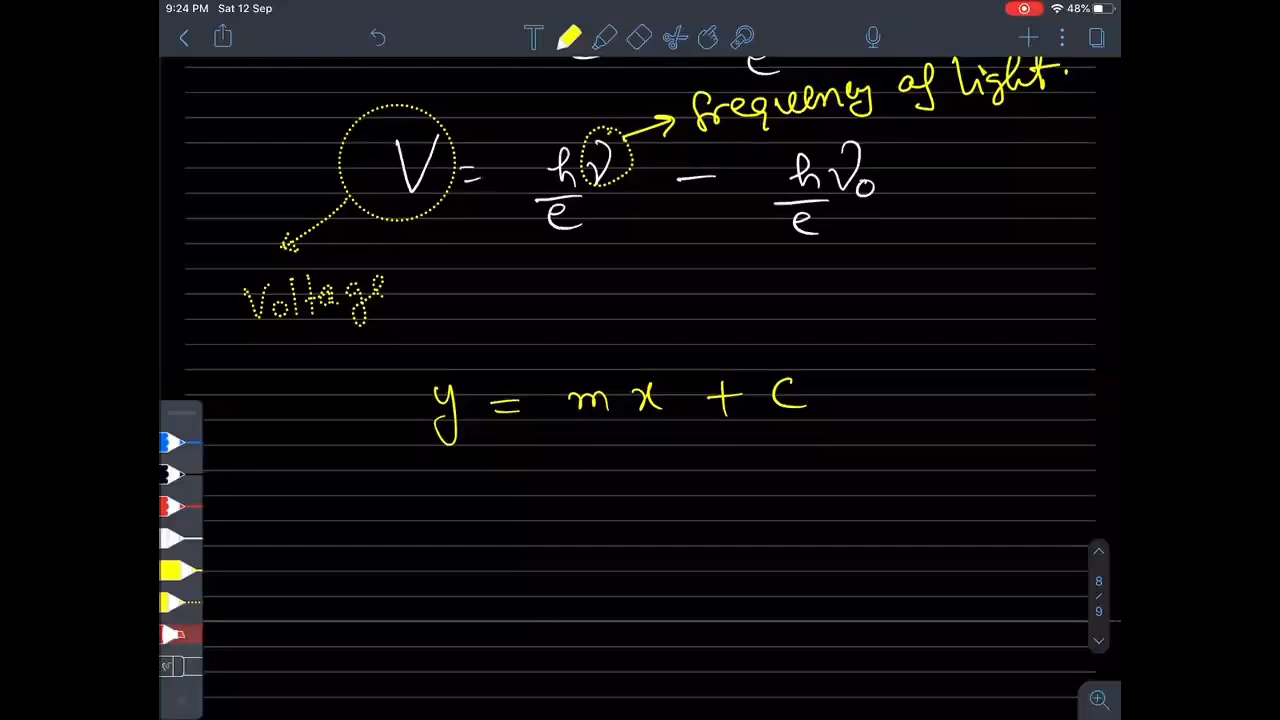 9:24 PM Sat 12 Sep 48%
T
frequency of light.
V = hν/e - hν₀/e
Voltage
y = mx + c
8
9